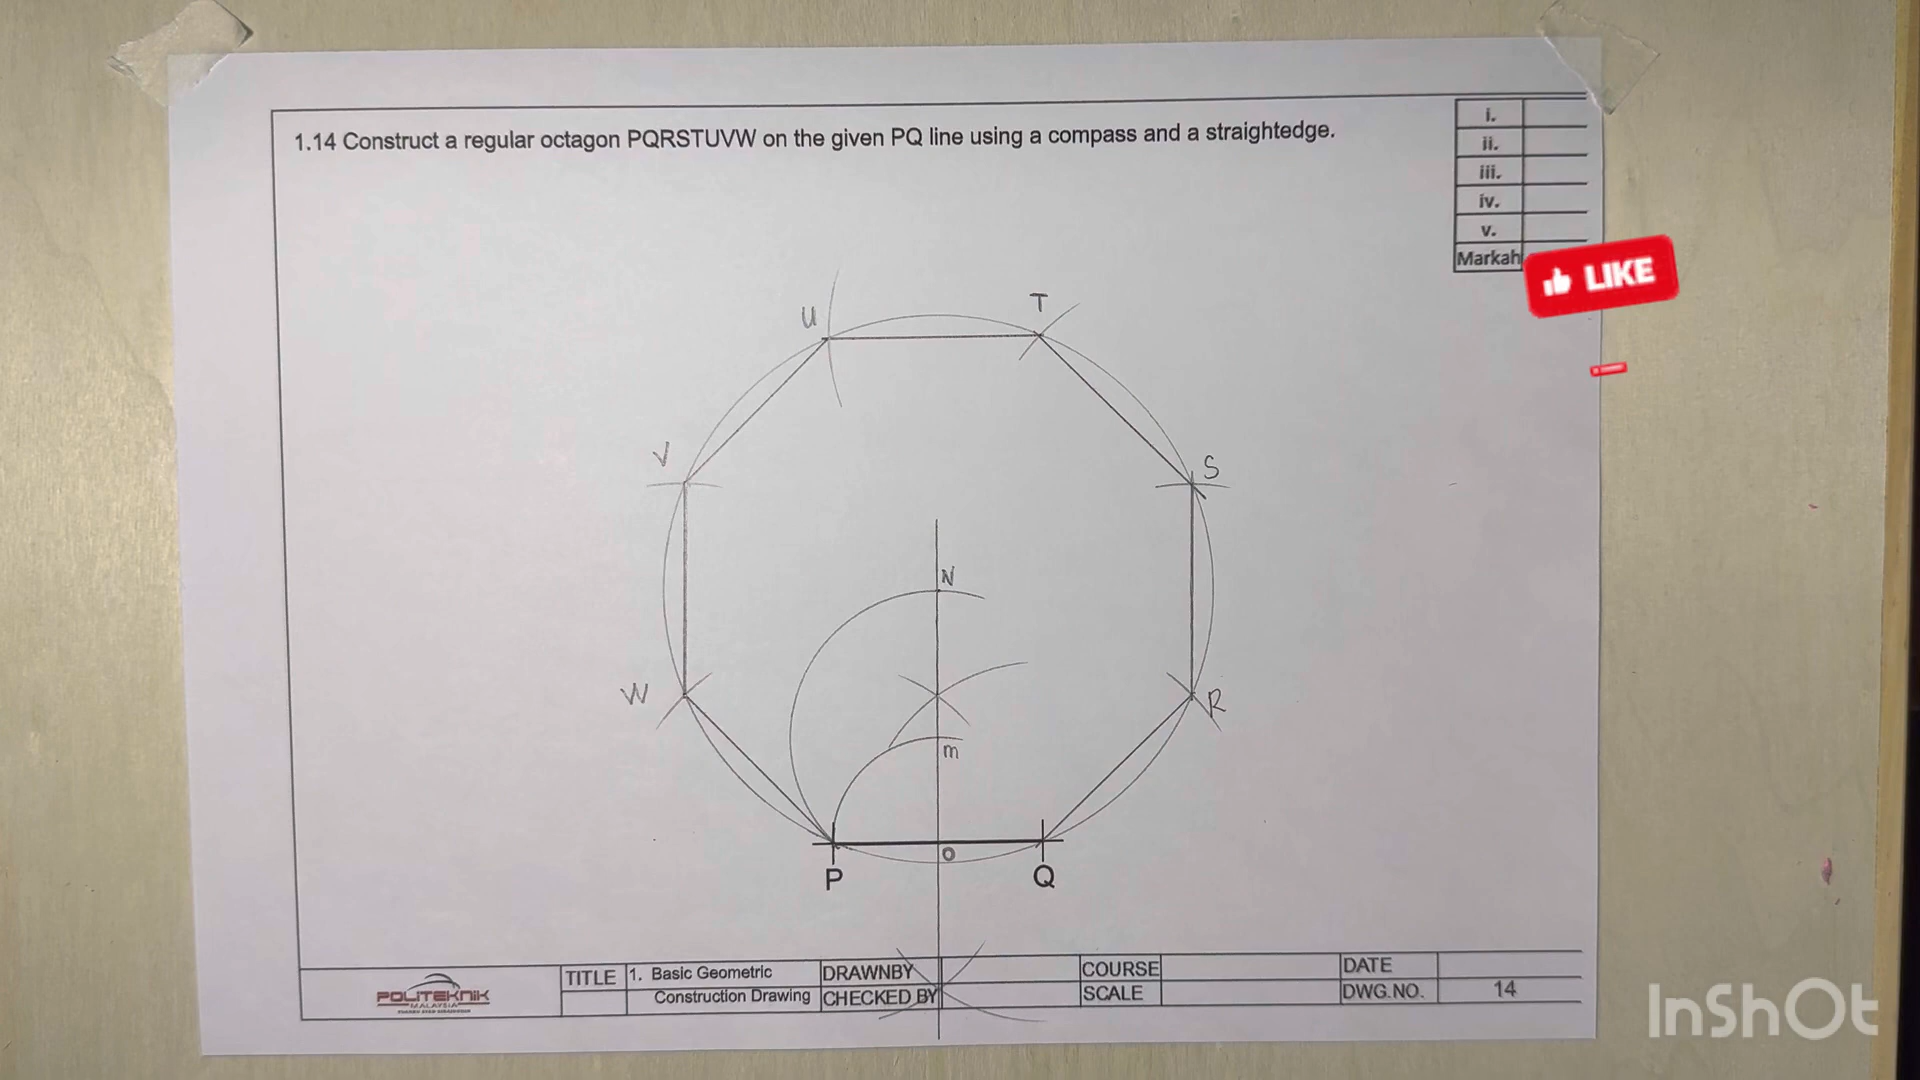 1.14 Construct a regular octagon PQRSTUVW on the given PQ line using a compass and a straightedge.
i.
ii.
iii.
iv.
v.
Markah
LIKE
U
T
V
S
N
W
R
m
O
P
Q
POLITEKNIK
MALAYSIA
TITLE
1. Basic Geometric
Construction Drawing
DRAWNBY
CHECKED BY
COURSE
SCALE
DATE
DWG.NO.
14
InShOt